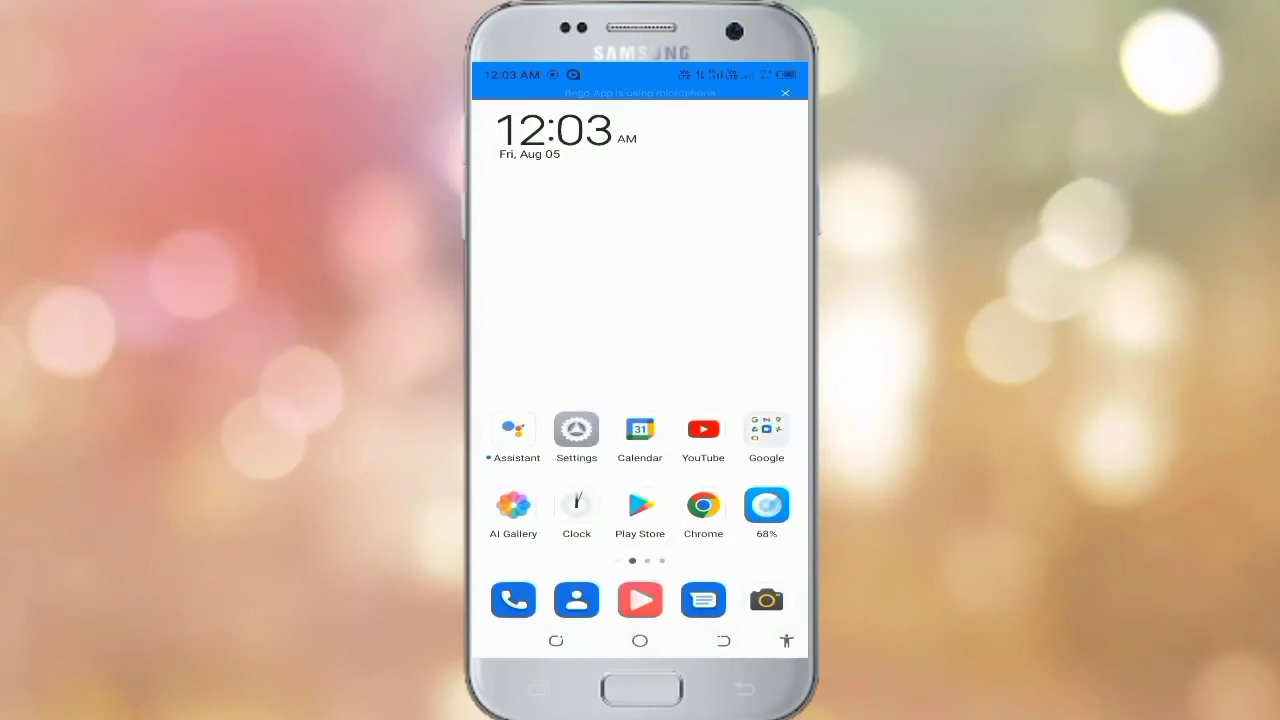 SAMSUNG
12:03 AM
Bego App is using microphone
12:03 AM
Fri, Aug 05
31
Assistant Settings Calendar YouTube Google
AI Gallery Clock Play Store Chrome 68%